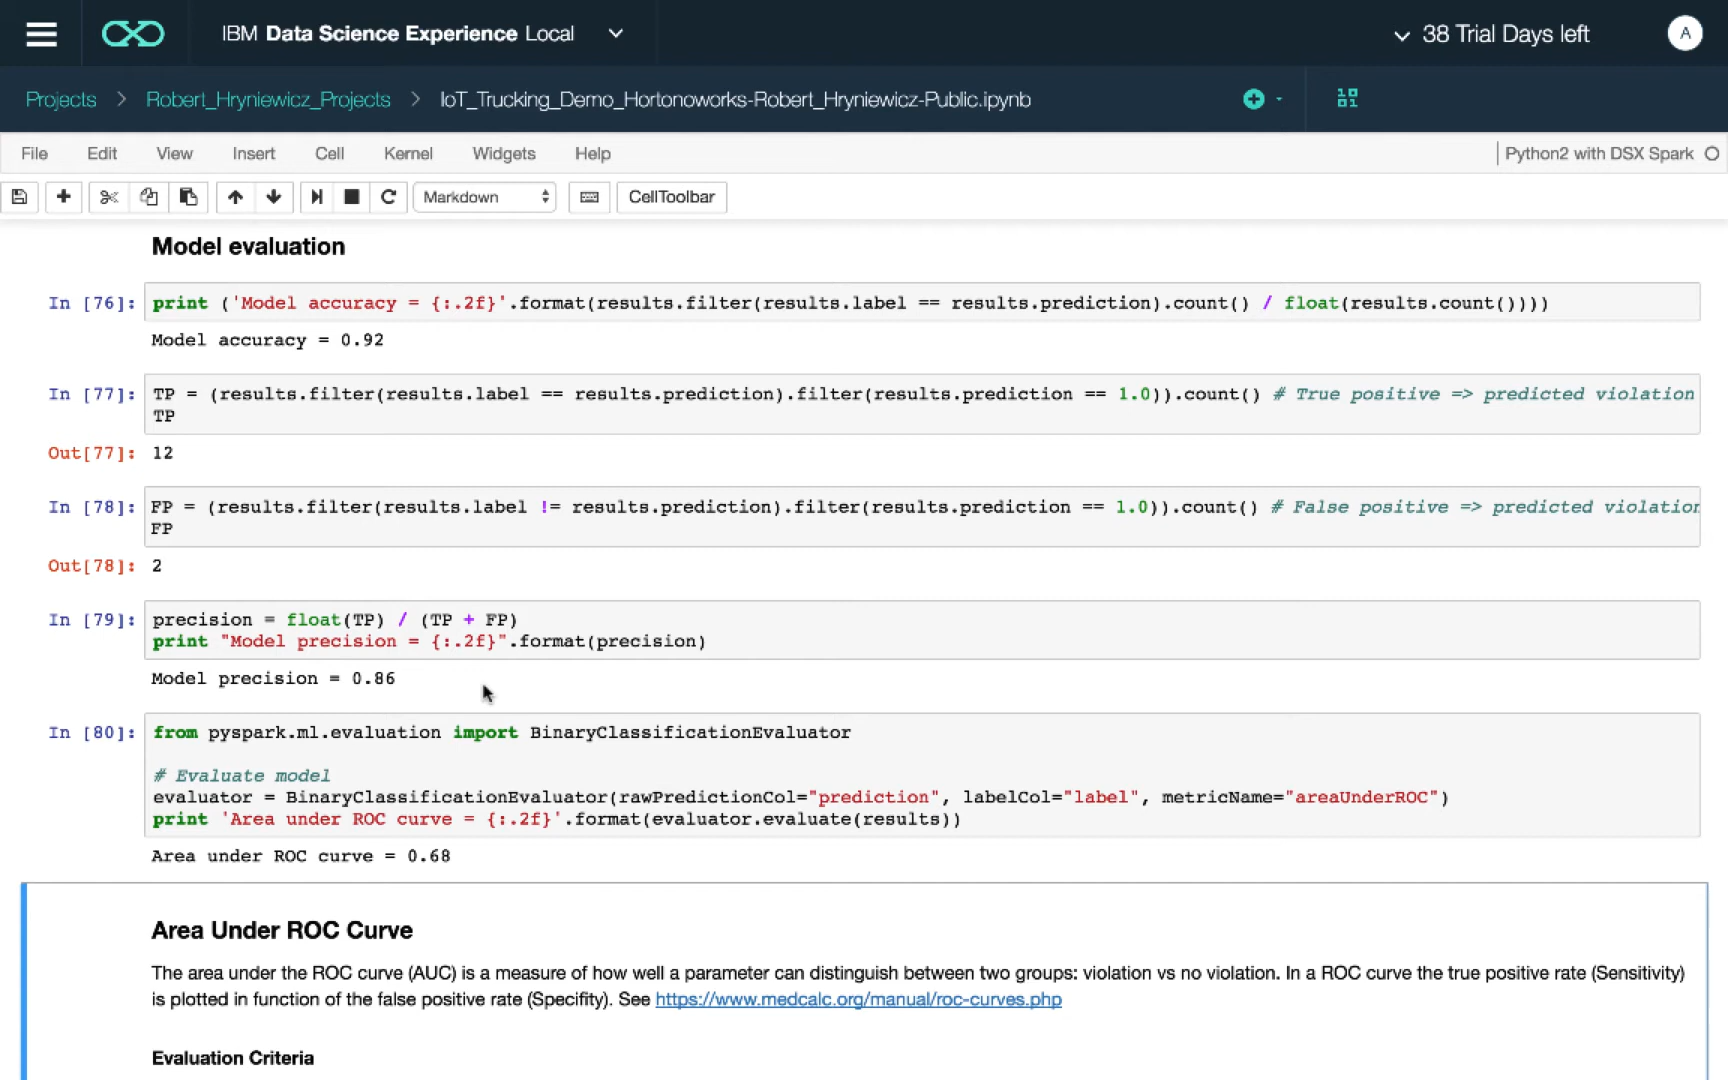 IBM Data Science Experience Local
38 Trial Days left
A
Projects > Robert_Hryniewicz_Projects > IoT_Trucking_Demo_Hortonoworks-Robert_Hryniewicz-Public.ipynb
File Edit View Insert Cell Kernel Widgets Help
Python2 with DSX Spark
Markdown CellToolbar
Model evaluation
In [76]: print ('Model accuracy = {:.2f}'.format(results.filter(results.label == results.prediction).count() / float(results.count())))
Model accuracy = 0.92
In [77]: TP = (results.filter(results.label == results.prediction).filter(results.prediction == 1.0)).count() # True positive => predicted violation
TP
Out[77]: 12
In [78]: FP = (results.filter(results.label != results.prediction).filter(results.prediction == 1.0)).count() # False positive => predicted violation
FP
Out[78]: 2
In [79]: precision = float(TP) / (TP + FP)
print "Model precision = {:.2f}".format(precision)
Model precision = 0.86
In [80]: from pyspark.ml.evaluation import BinaryClassificationEvaluator
# Evaluate model
evaluator = BinaryClassificationEvaluator(rawPredictionCol="prediction", labelCol="label", metricName="areaUnderROC")
print 'Area under ROC curve = {:.2f}'.format(evaluator.evaluate(results))
Area under ROC curve = 0.68
Area Under ROC Curve
The area under the ROC curve (AUC) is a measure of how well a parameter can distinguish between two groups: violation vs no violation. In a ROC curve the true positive rate (Sensitivity)
is plotted in function of the false positive rate (Specifity). See https://www.medcalc.org/manual/roc-curves.php
Evaluation Criteria